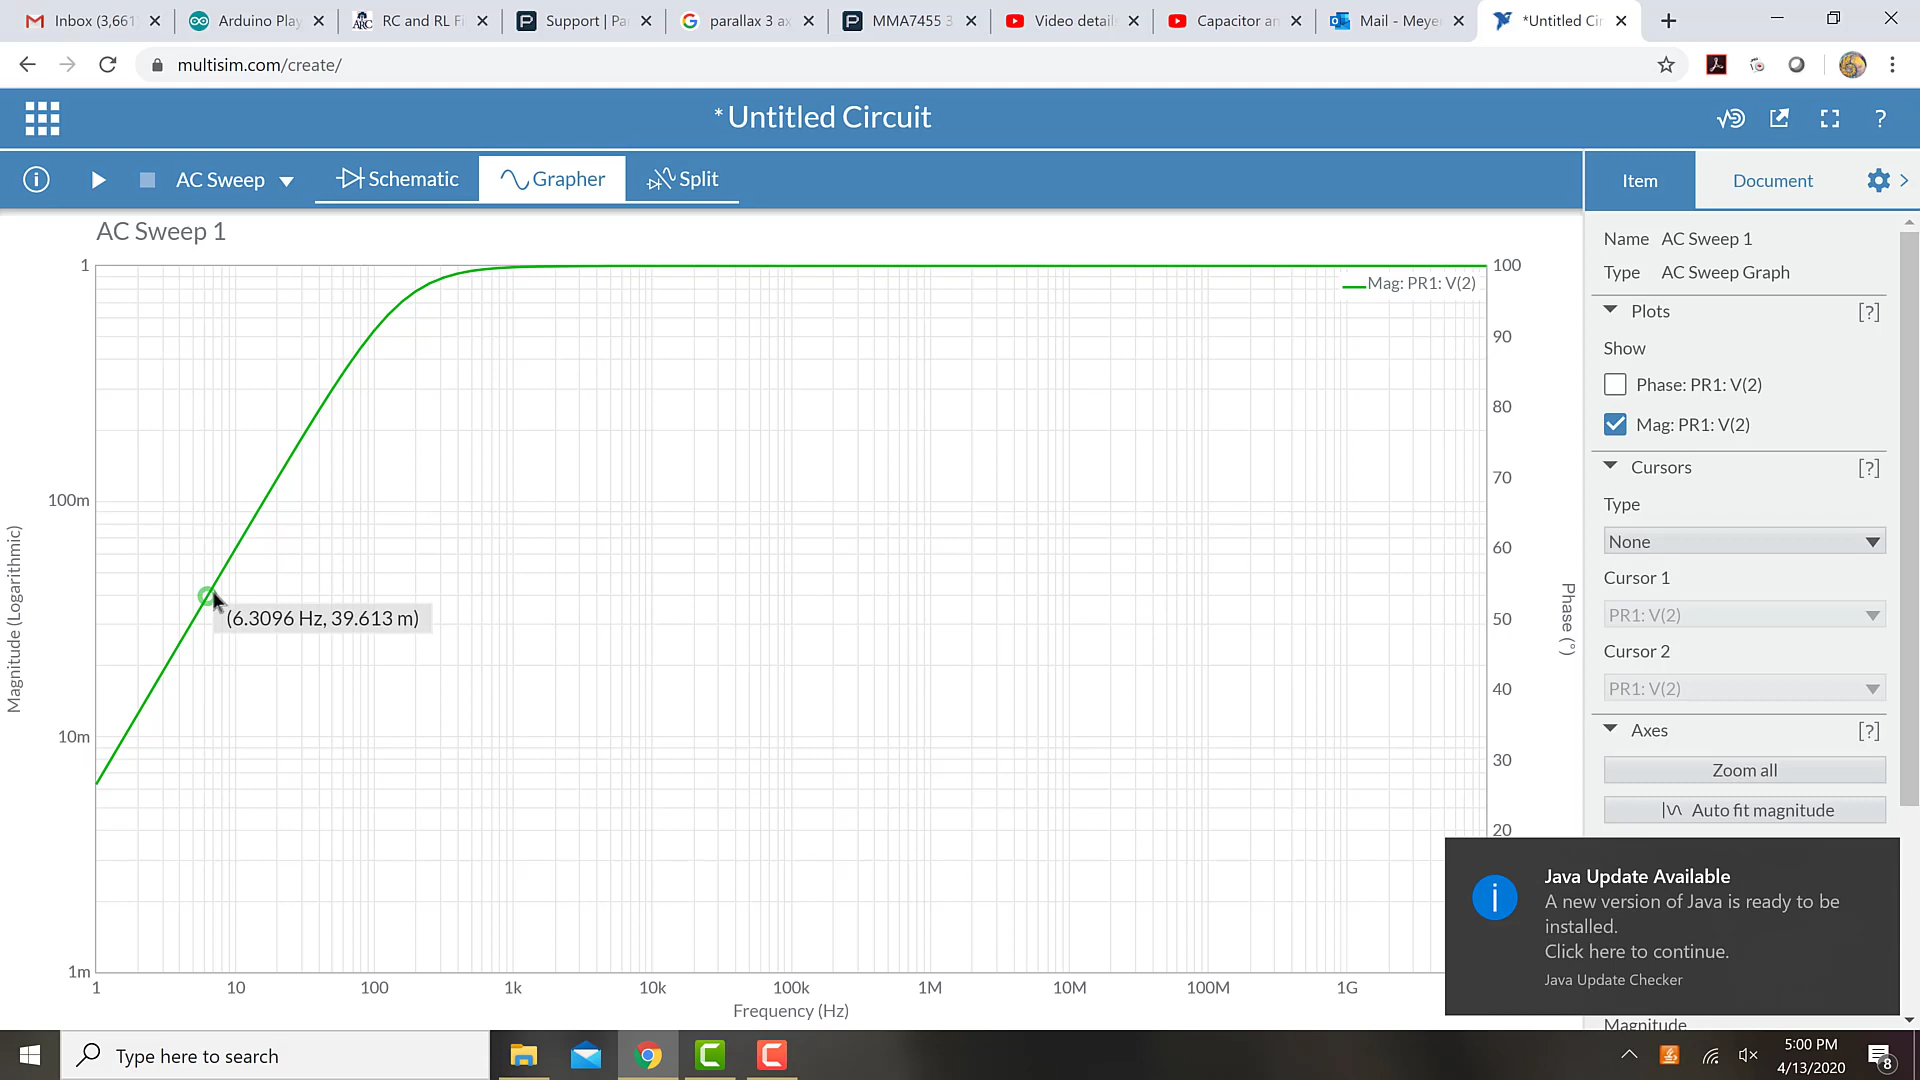 Inbox (3,661
Arduino Play
RC and RL Fi
Support | Pa
parallax 3 ax
MMA7455 3
Video detail
Capacitor an
Mail - Meye
*Untitled Cir
multisim.com/create/
*Untitled Circuit
?
AC Sweep
Schematic
Grapher
Split
Item
Document
AC Sweep 1
1
100m
10m
1m
Magnitude (Logarithmic)
Mag: PR1: V(2)
(6.3096 Hz, 39.613 m)
100
90
80
70
60
50
40
30
20
Phase (°)
1
10
100
1k
10k
100k
1M
10M
100M
1G
Frequency (Hz)
Name AC Sweep 1
Type AC Sweep Graph
Plots [?]
Show
Phase: PR1: V(2)
Mag: PR1: V(2)
Cursors [?]
Type
None
Cursor 1
PR1: V(2)
Cursor 2
PR1: V(2)
Axes [?]
Zoom all
Auto fit magnitude
Magnitude
Java Update Available
A new version of Java is ready to be
installed.
Click here to continue.
Java Update Checker
Type here to search
5:00 PM
4/13/2020
8